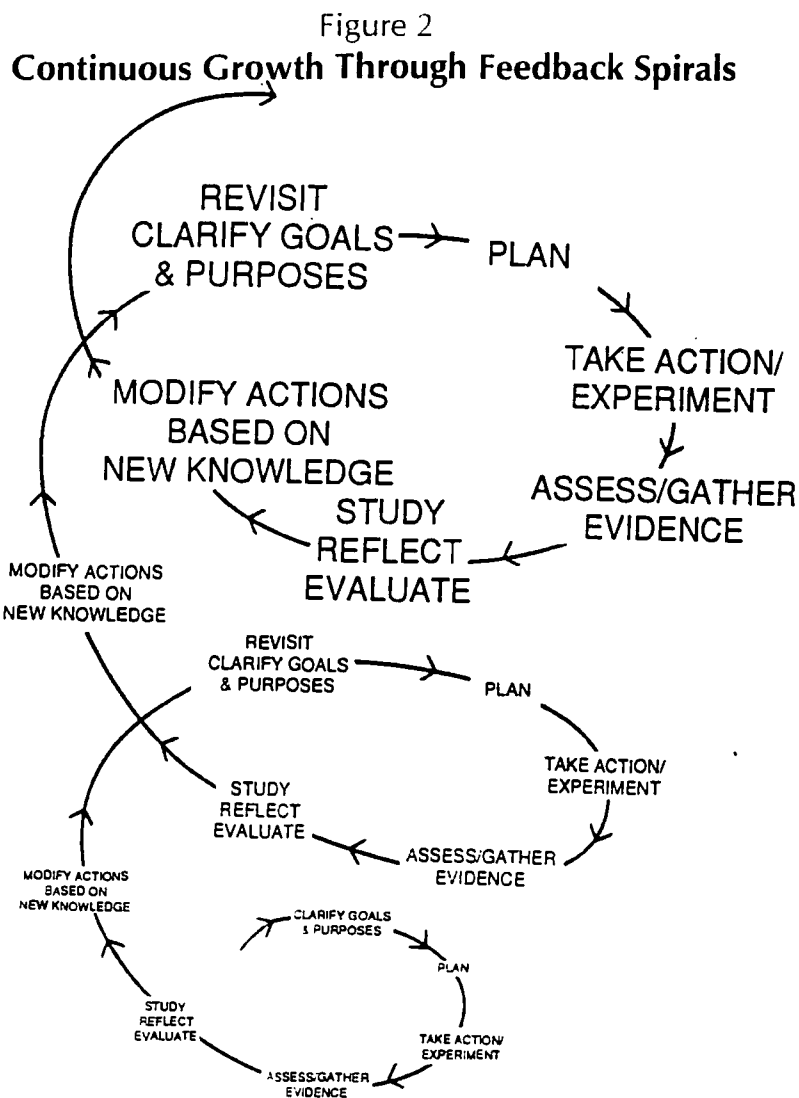 Figure 2
Continuous Growth Through Feedback Spirals
REVISIT
CLARIFY GOALS
& PURPOSES
PLAN
TAKE ACTION/
EXPERIMENT
ASSESS/GATHER
EVIDENCE
STUDY
REFLECT
EVALUATE
MODIFY ACTIONS
BASED ON
NEW KNOWLEDGE
MODIFY ACTIONS
BASED ON
NEW KNOWLEDGE
REVISIT
CLARIFY GOALS
& PURPOSES
PLAN
TAKE ACTION/
EXPERIMENT
ASSESS/GATHER
EVIDENCE
STUDY
REFLECT
EVALUATE
MODIFY ACTIONS
BASED ON
NEW KNOWLEDGE
CLARIFY GOALS
& PURPOSES
PLAN
TAKE ACTION/
EXPERIMENT
ASSESS/GATHER
EVIDENCE
STUDY
REFLECT
EVALUATE